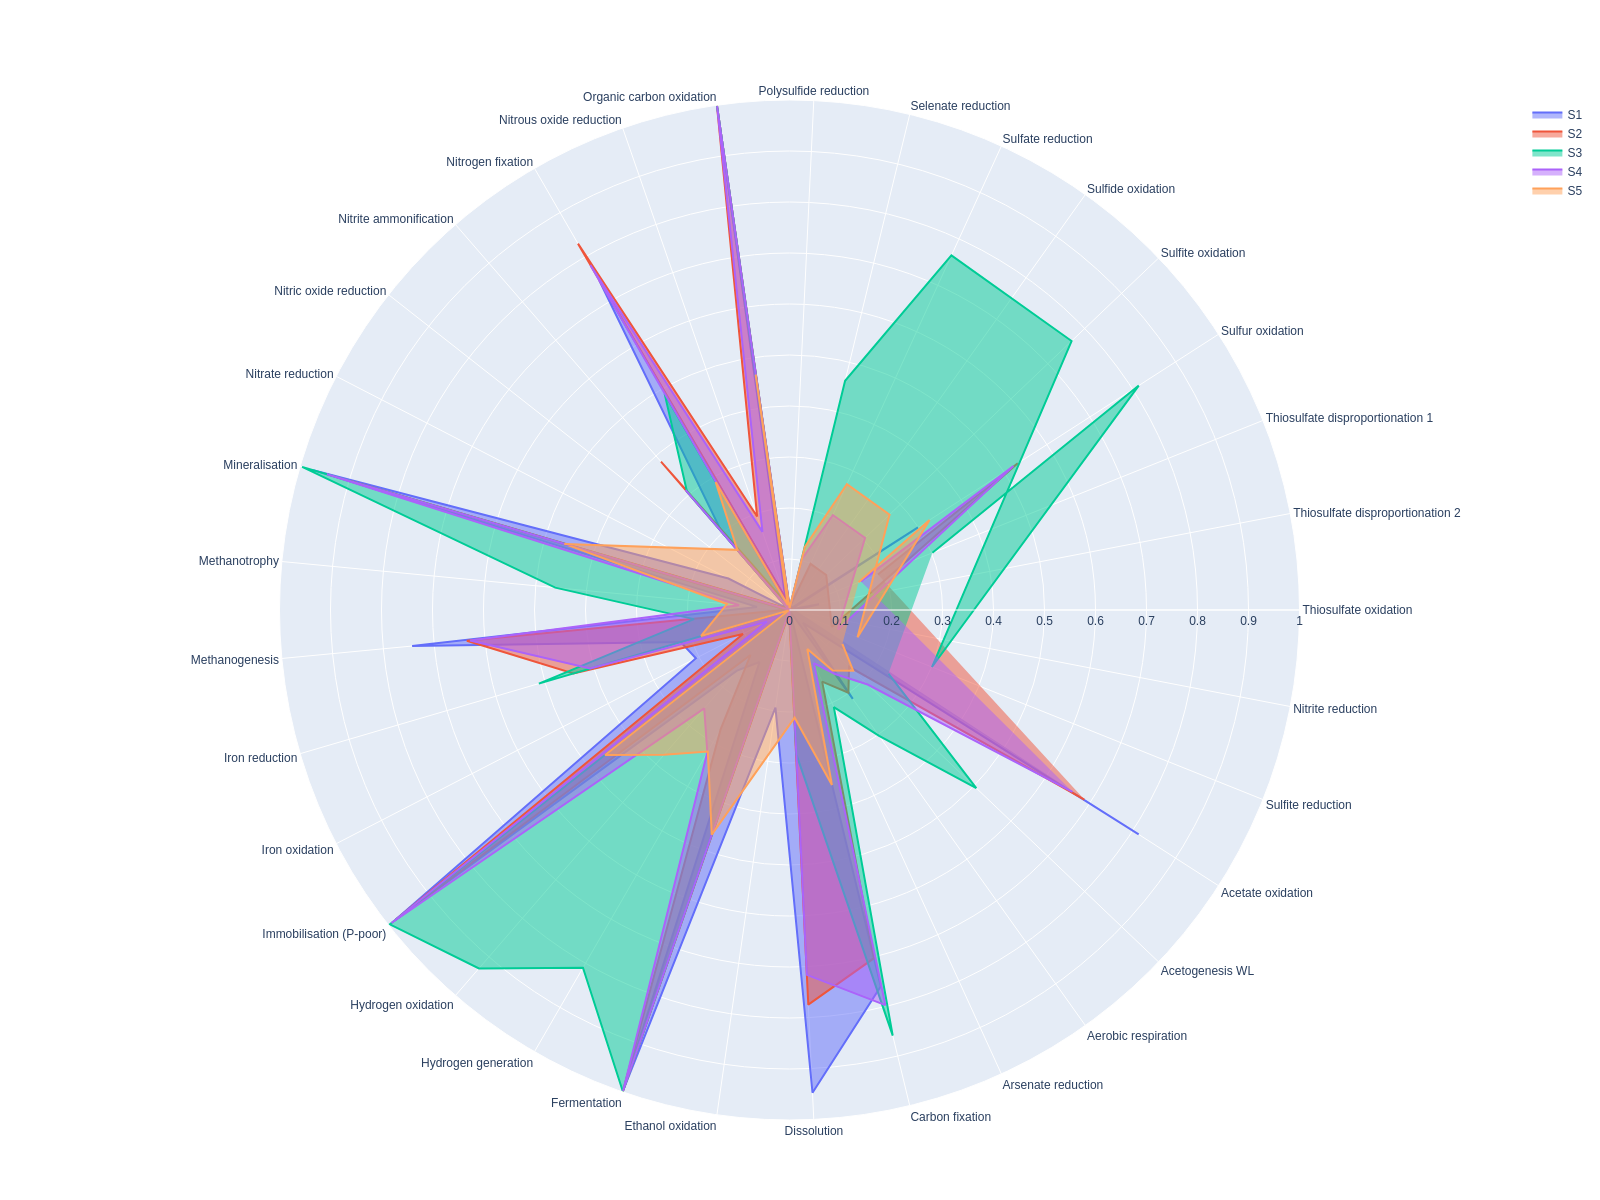 Polysulfide reduction
Organic carbon oxidation
Selenate reduction
Nitrous oxide reduction
Sulfate reduction
Nitrogen fixation
Sulfide oxidation
Nitrite ammonification
Sulfite oxidation
Nitric oxide reduction
Sulfur oxidation
Nitrate reduction
Thiosulfate disproportionation 1
Mineralisation
Thiosulfate disproportionation 2
Methanotrophy
Thiosulfate oxidation
0 0.1 0.2 0.3 0.4 0.5 0.6 0.7 0.8 0.9 1
Methanogenesis
Nitrite reduction
Iron reduction
Sulfite reduction
Iron oxidation
Acetate oxidation
Immobilisation (P-poor)
Acetogenesis WL
Hydrogen oxidation
Aerobic respiration
Hydrogen generation
Arsenate reduction
Fermentation
Carbon fixation
Ethanol oxidation
Dissolution
S1
S2
S3
S4
S5